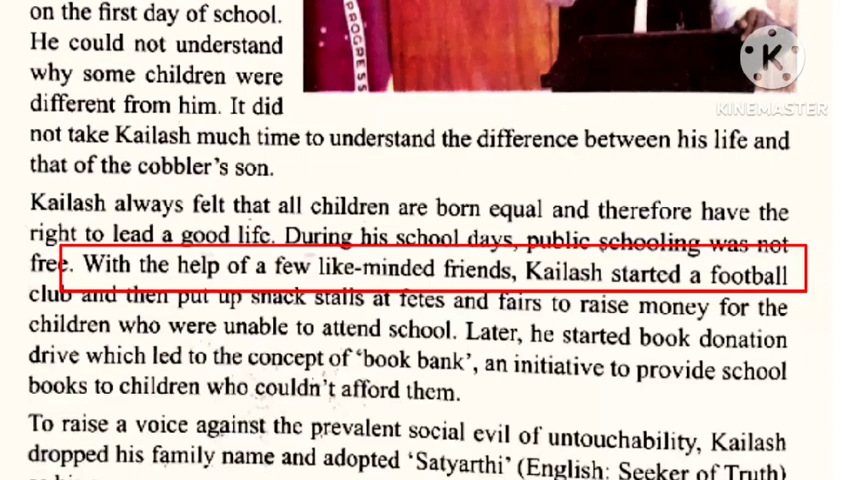 on the first day of school.
He could not understand
why some children were
different from him. It did
not take Kailash much time to understand the difference between his life and
that of the cobbler's son.
Kailash always felt that all children are born equal and therefore have the
right to lead a good life. During his school days, public schooling was not
free. With the help of a few like-minded friends, Kailash started a football
club and then put up snack stalls at fetes and fairs to raise money for the
children who were unable to attend school. Later, he started book donation
drive which led to the concept of 'book bank', an initiative to provide school
books to children who couldn't afford them.
To raise a voice against the prevalent social evil of untouchability, Kailash
dropped his family name and adopted 'Satyarthi' (English: Seeker of Truth)
PROGRESS
K
KINEMASTER